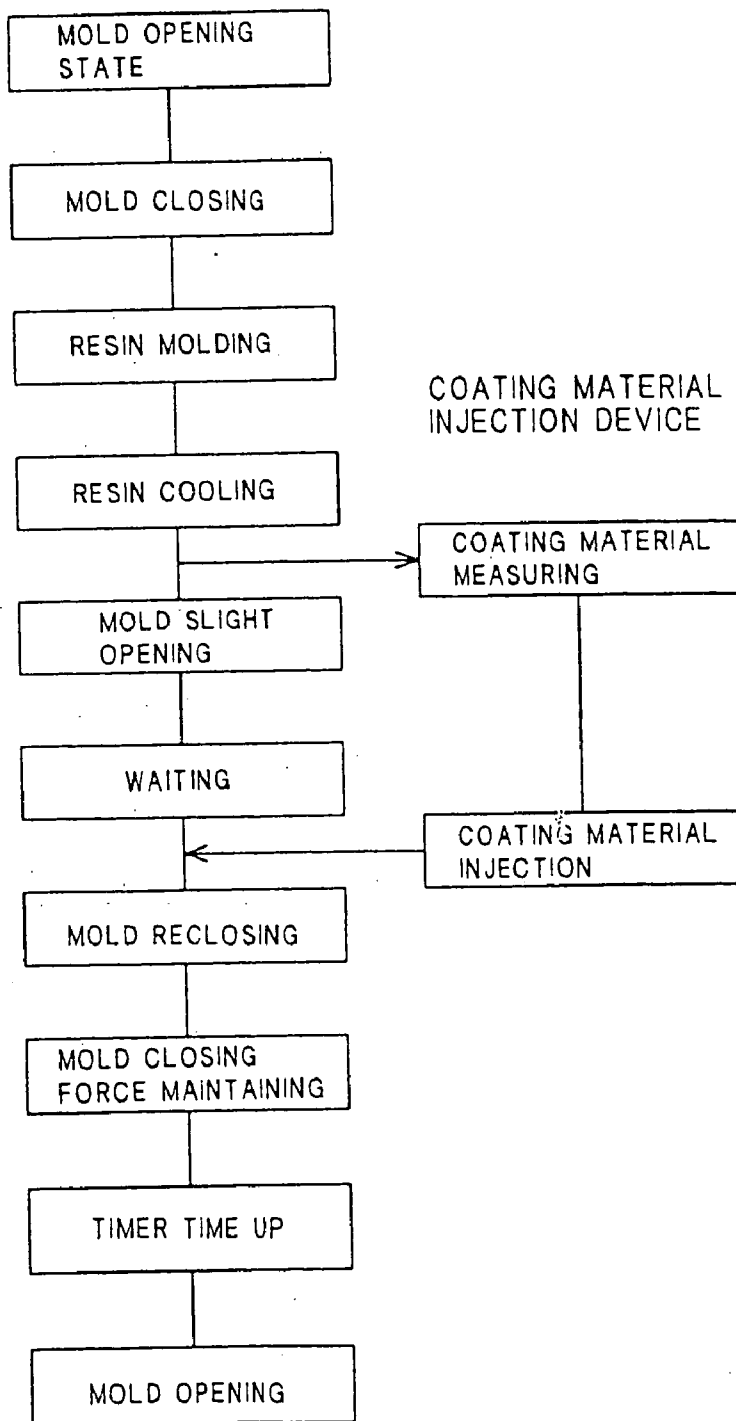 MOLD OPENING
STATE
MOLD CLOSING
RESIN MOLDING
RESIN COOLING
COATING MATERIAL
INJECTION DEVICE
COATING MATERIAL
MEASURING
MOLD SLIGHT
OPENING
WAITING
COATING MATERIAL
INJECTION
MOLD RECLOSING
MOLD CLOSING
FORCE MAINTAINING
TIMER TIME UP
MOLD OPENING